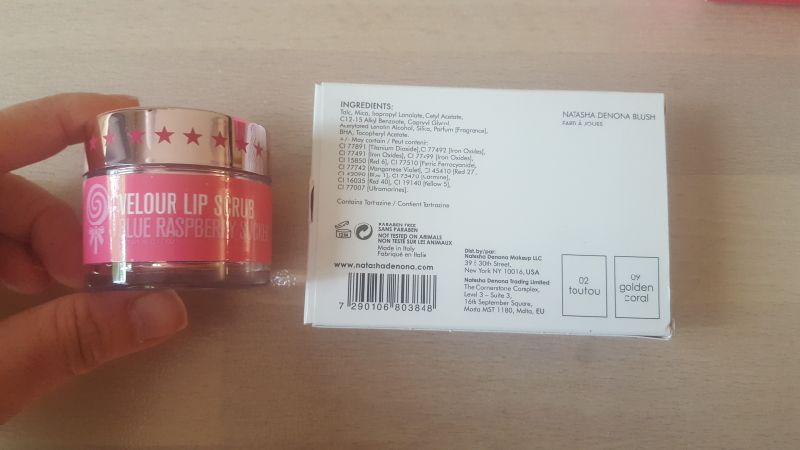 VELOUR LIP SCRUB
BLUE RASPBERRY
INGREDIENTS:
Talc, Mica, Isopropyl Lanolate, Cetyl Acetate,
C12-15 Alkyl Benzoate, Capryyl Glycol,
Acetylated Lanolin Alcohol, Silica, Parfum [Fragrance],
BHA, Tocopheryl Acetate.
+/- May contain / Peut contenir:
CI 77891 [Titanium Dioxide], CI 77492 [Iron Oxides],
CI 77491 [Iron Oxides], CI 77499 [Iron Oxides],
CI 15850 [Red 6], CI 77510 [Ferric Ferrocyanide,
CI 77742 [Manganese Violet], CI 45410 [Red 27
CI 42090 [Blue 1], CI 75470 [Carmine],
CI 16035 [Red 40], CI 19140 [Yellow 5],
CI 77007 [Ultramarines].
Contains Tartrazine / Contient Tartrazine
12M
PARABEN FREE
SANS PARABEN
NOT TESTED ON ANIMALS
NON TESTÉ SUR LES ANIMAUX
Made in Italy
Fabriqué en Italie
www.natashadenona.com
7 290106 803848
NATASHA DENONA BLUSH
FARD À JOUES
Dist.by/par:
Natasha Denona Makeup LLC
39 E 30th Street,
New York NY 10016, USA
Natasha Denona Trading Limited
The Cornerstone Complex,
Level 3 – Suite 3,
16th September Square,
Mosta MST 1180, Malta, EU
02
toutou
09
golden
coral